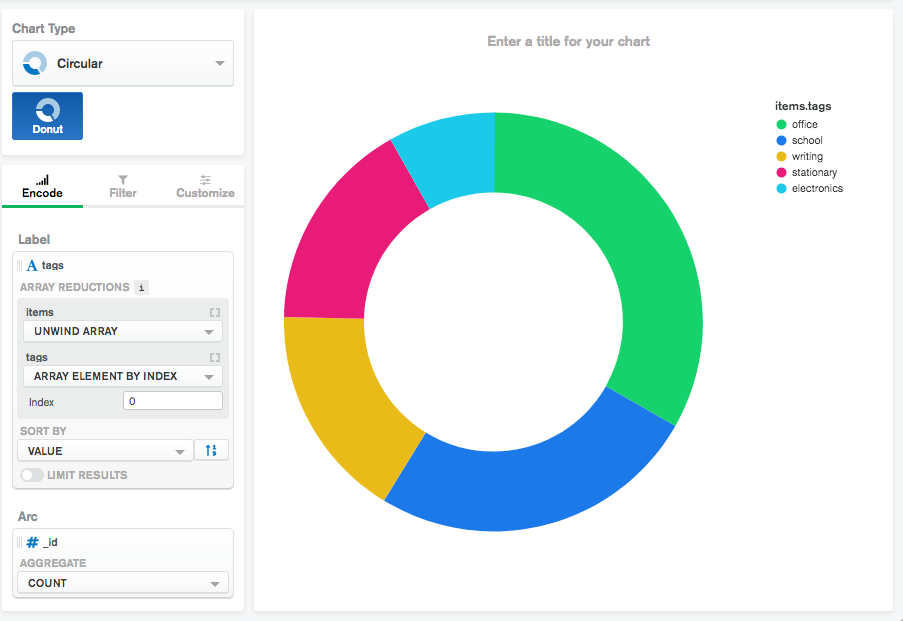 Chart Type
Circular
Donut
Encode
Filter
Customize
Label
A tags
ARRAY REDUCTIONS i
items
UNWIND ARRAY
tags
ARRAY ELEMENT BY INDEX
Index 0
SORT BY
VALUE
LIMIT RESULTS
Arc
# _id
AGGREGATE
COUNT
Enter a title for your chart
items.tags
office
school
writing
stationary
electronics